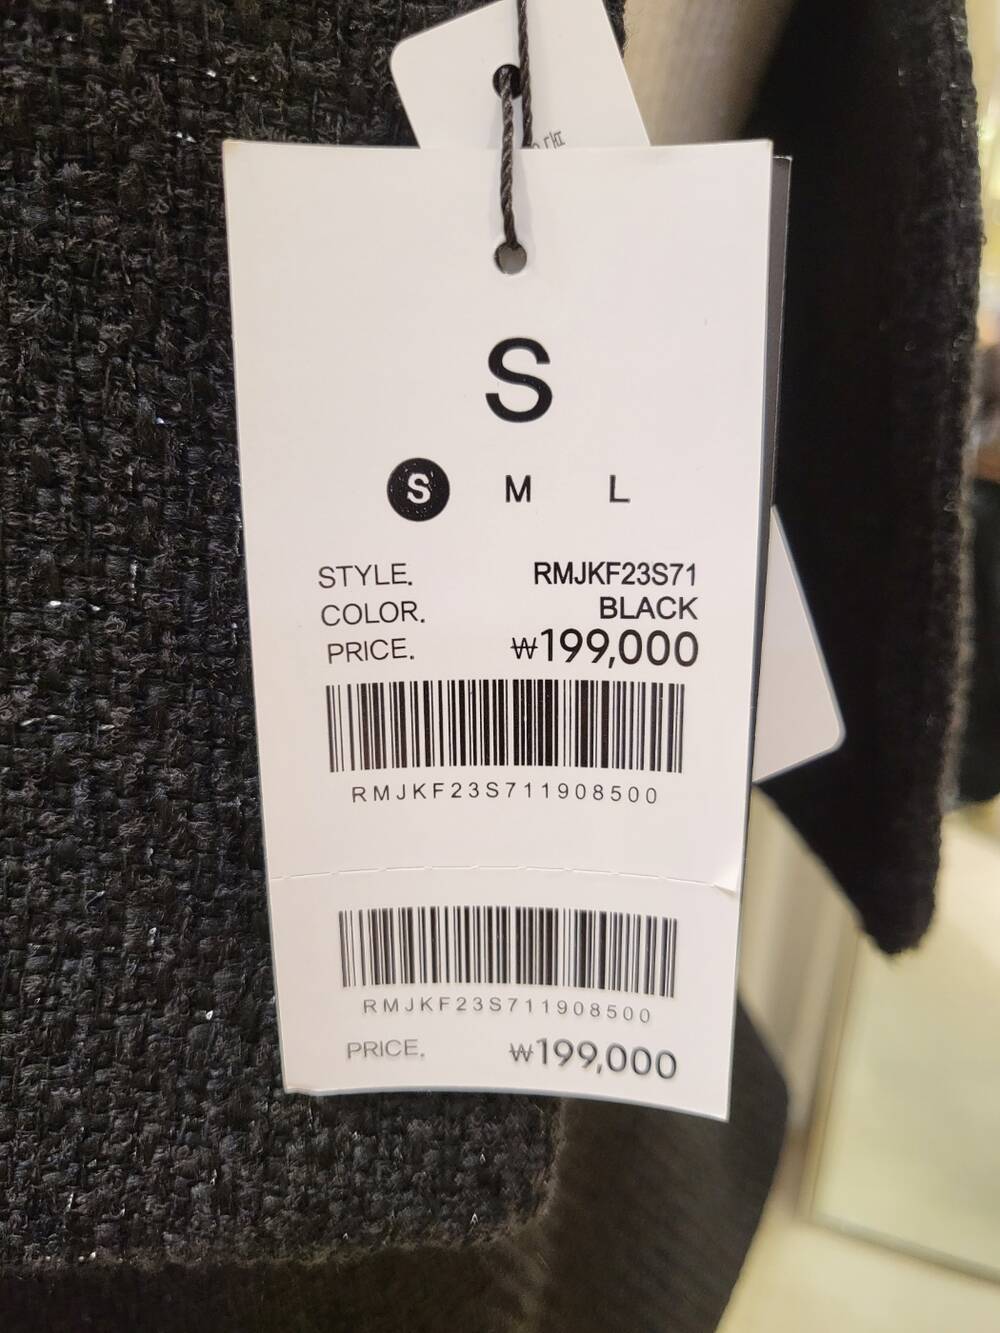 S
S M L
STYLE. RMJKF23S71
COLOR. BLACK
PRICE. ₩199,000
RMJKF23S711908500
RMJKF23S711908500
PRICE. ₩199,000